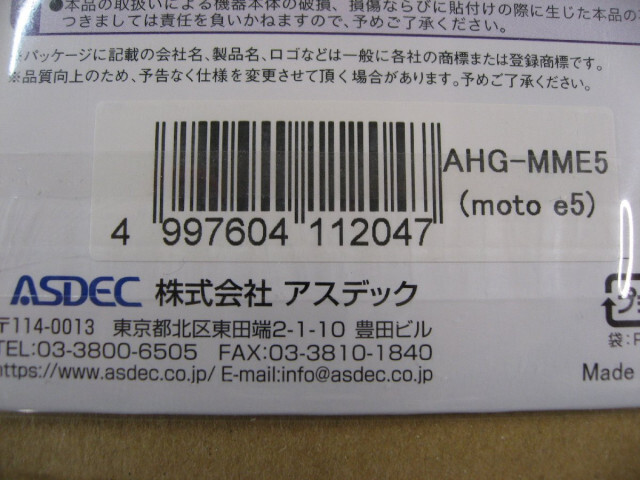 ●本品の取扱いによる機器本体の破損、損傷ならびに貼付けの際に生じた本品の
つきましては責任を負いかねますので、予めご了承ください。
※パッケージに記載の会社名、製品名、ロゴなどは一般に各社の商標または登録商標です。
※品質向上のため、予告なく仕様を変更させて頂く場合があります。予めご了承ください。
AHG-MME5
(moto e5)
4 997604 112047
ASDEC 株式会社 アスデック
〒114-0013 東京都北区東田端2-1-10 豊田ビル
TEL:03-3800-6505 FAX:03-3810-1840
https://www.asdec.co.jp/ E-mail:info@asdec.co.jp
プ
袋:P
Made